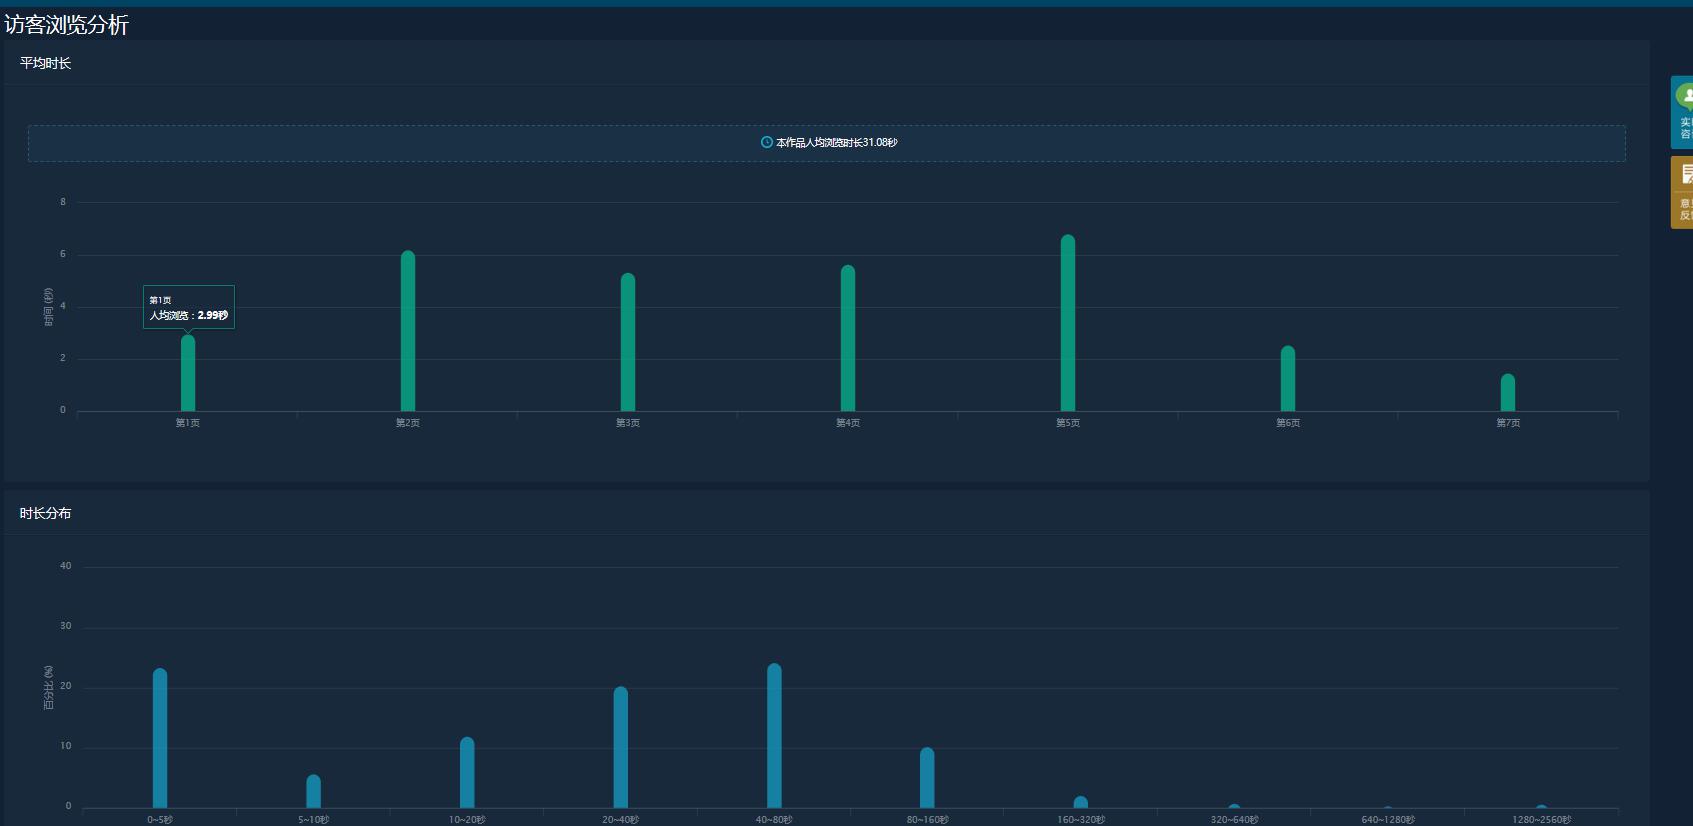 访客浏览分析
平均时长
本作品人均浏览时长31.08秒
8
6
4
2
0
时间 (秒)
第1页
人均浏览：2.99秒
第1页 第2页 第3页 第4页 第5页 第6页 第7页
时长分布
40
30
20
10
0
百分比 (%)
0~5秒 5~10秒 10~20秒 20~40秒 40~80秒 80~160秒 160~320秒 320~640秒 640~1280秒 1280~2560秒
咨
反